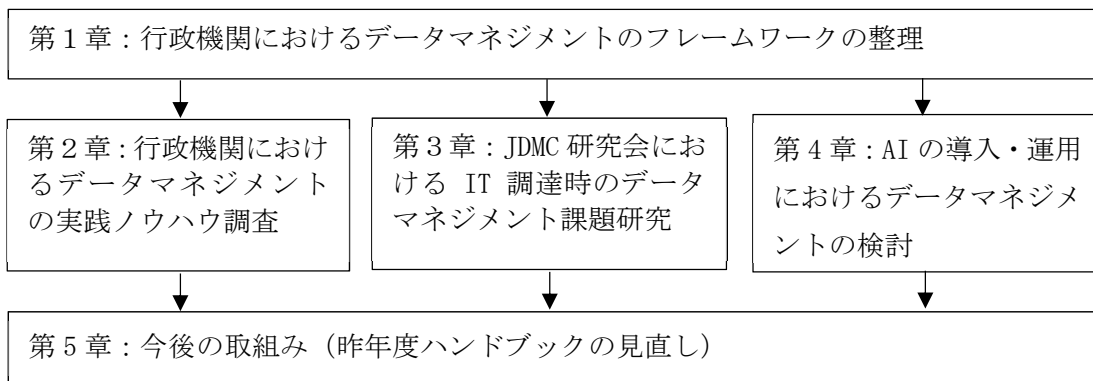 第１章：行政機関におけるデータマネジメントのフレームワークの整理
第２章：行政機関におけ
るデータマネジメント
の実践ノウハウ調査
第３章：JDMC 研究会にお
ける IT 調達時のデータ
マネジメント課題研究
第４章：AI の導入・運用
におけるデータマネジメ
ントの検討
第５章：今後の取組み（昨年度ハンドブックの見直し）